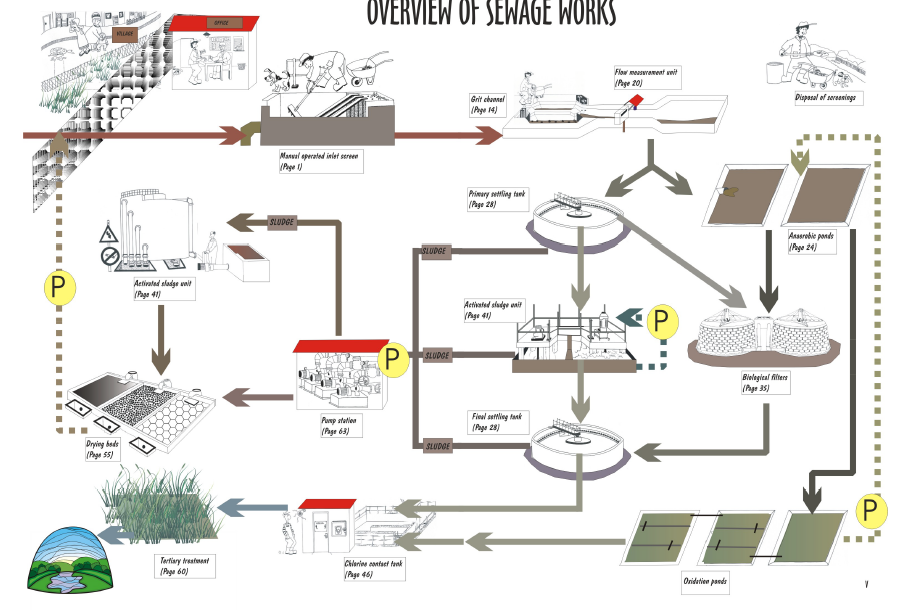 OVERVIEW OF SEWAGE WORKS
VILLAGE
OFFICE
Flow measurement unit
(Page 20)
Grit channel
(Page 14)
Disposal of screenings
Manual operated inlet screen
(Page 1)
Primary settling tank
(Page 28)
SLUDGE
SLUDGE
Anaerobic ponds
(Page 24)
Activated sludge unit
(Page 41)
P
Activated sludge unit
(Page 41)
P
P
SLUDGE
Biological filters
(Page 35)
Pump station
(Page 63)
Final settling tank
(Page 28)
SLUDGE
Drying beds
(Page 55)
P
Tertiary treatment
(Page 60)
Chlorine contact tank
(Page 46)
Oxidation ponds
V